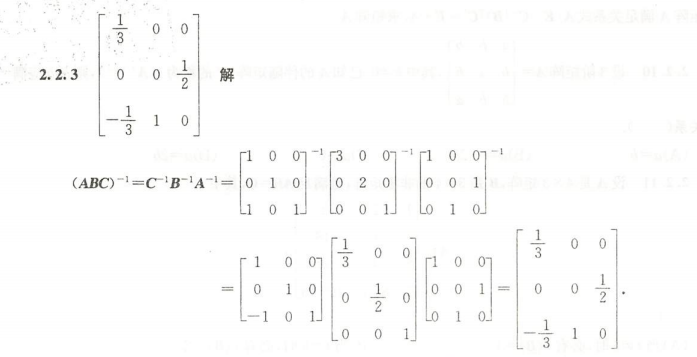 2.2.3 $\begin{bmatrix} \frac{1}{3} & 0 & 0 \\ 0 & 0 & \frac{1}{2} \\ -\frac{1}{3} & 1 & 0 \end{bmatrix}$ 解
$(ABC)^{-1}=C^{-1}B^{-1}A^{-1}=\begin{bmatrix} 1 & 0 & 0 \\ 0 & 1 & 0 \\ 1 & 0 & 1 \end{bmatrix}^{-1}\begin{bmatrix} 3 & 0 & 0 \\ 0 & 2 & 0 \\ 0 & 0 & 1 \end{bmatrix}^{-1}\begin{bmatrix} 1 & 0 & 0 \\ 0 & 0 & 1 \\ 0 & 1 & 0 \end{bmatrix}^{-1}$
$=\begin{bmatrix} 1 & 0 & 0 \\ 0 & 1 & 0 \\ -1 & 0 & 1 \end{bmatrix}\begin{bmatrix} \frac{1}{3} & 0 & 0 \\ 0 & \frac{1}{2} & 0 \\ 0 & 0 & 1 \end{bmatrix}\begin{bmatrix} 1 & 0 & 0 \\ 0 & 0 & 1 \\ 0 & 1 & 0 \end{bmatrix}=\begin{bmatrix} \frac{1}{3} & 0 & 0 \\ 0 & 0 & \frac{1}{2} \\ -\frac{1}{3} & 1 & 0 \end{bmatrix}.$